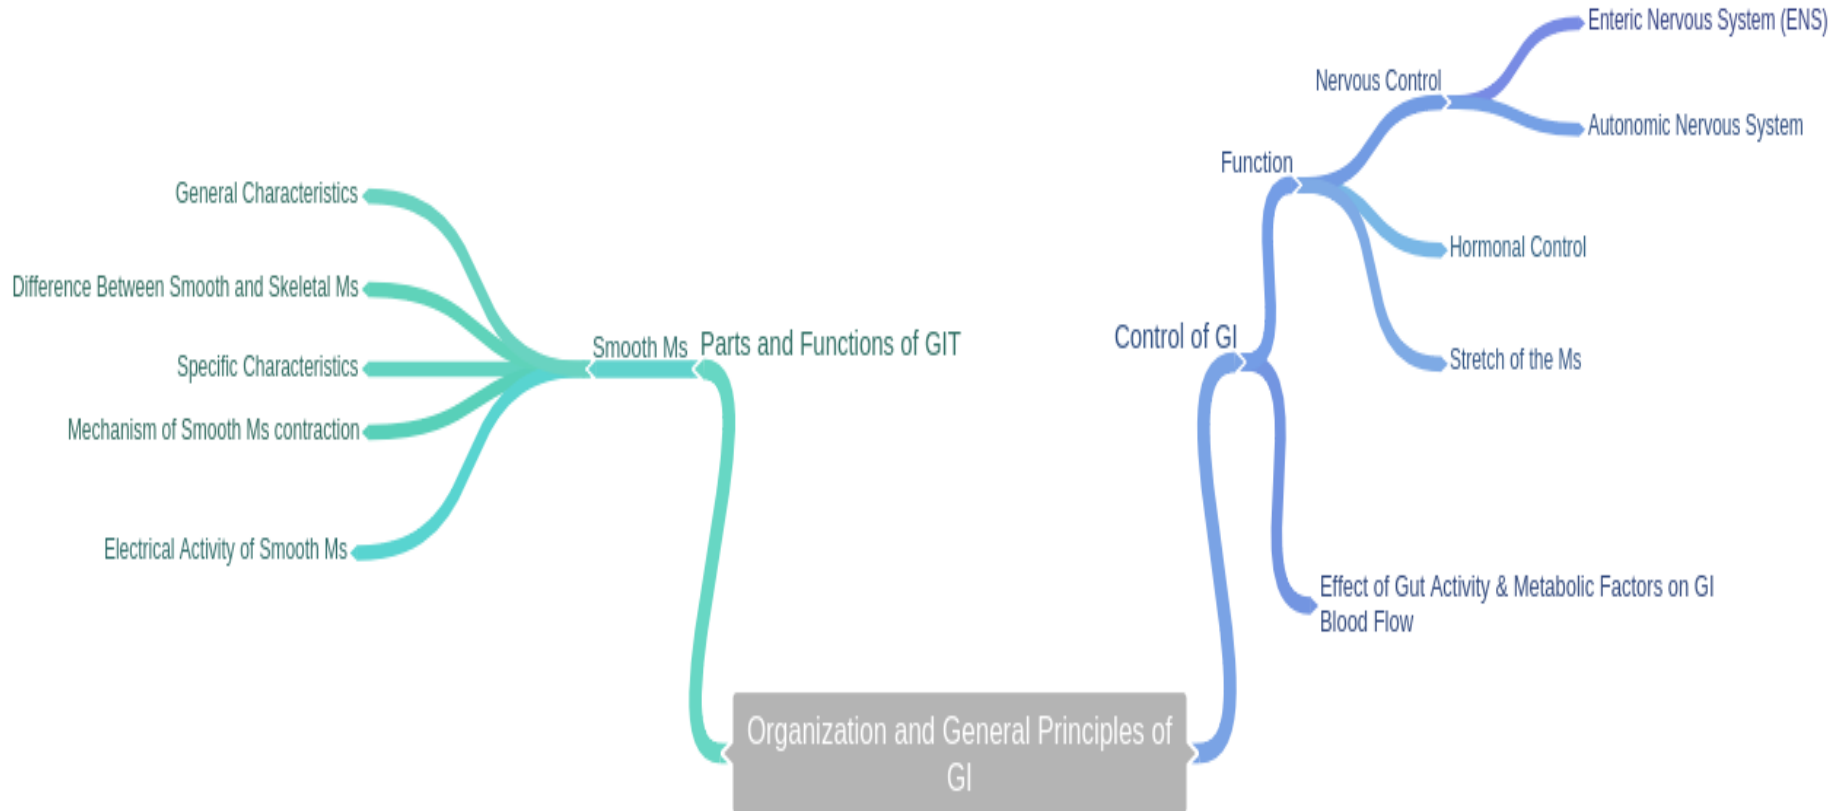 Enteric Nervous System (ENS)
Nervous Control
Autonomic Nervous System
Function
General Characteristics
Hormonal Control
Difference Between Smooth and Skeletal Ms
Control of GI
Smooth Ms
Parts and Functions of GIT
Specific Characteristics
Stretch of the Ms
Mechanism of Smooth Ms contraction
Electrical Activity of Smooth Ms
Effect of Gut Activity & Metabolic Factors on GI
Blood Flow
Organization and General Principles of
GI